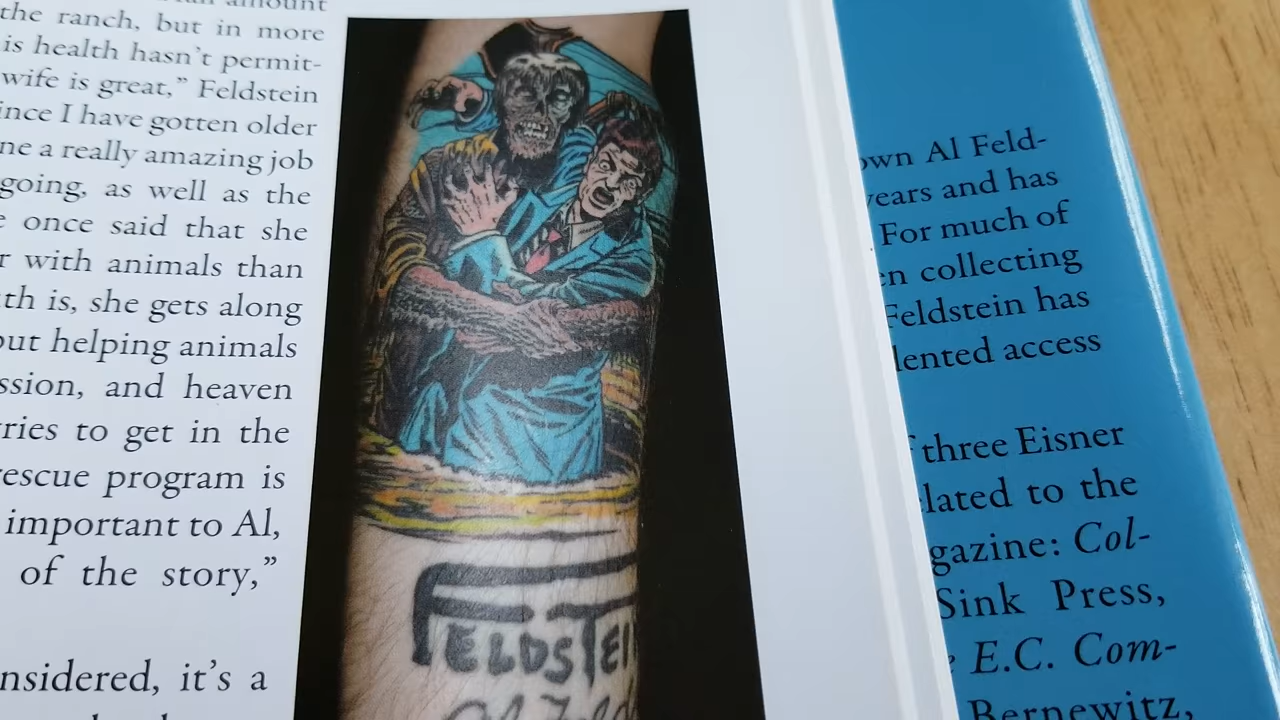 the ranch, but in more
is health hasn't permit-
wife is great," Feldstein
ince I have gotten older
ne a really amazing job
going, as well as the
once said that she
r with animals than
th is, she gets along
out helping animals
ssion, and heaven
ries to get in the
rescue program is
important to Al,
of the story,"
nsidered, it's a
FELDSTEIN
Al Feld
own Al Feld-
years and has
For much of
en collecting
Feldstein has
lented access
f three Eisner
lated to the
gazine: Col-
Sink Press,
E.C. Com-
Bernewitz,